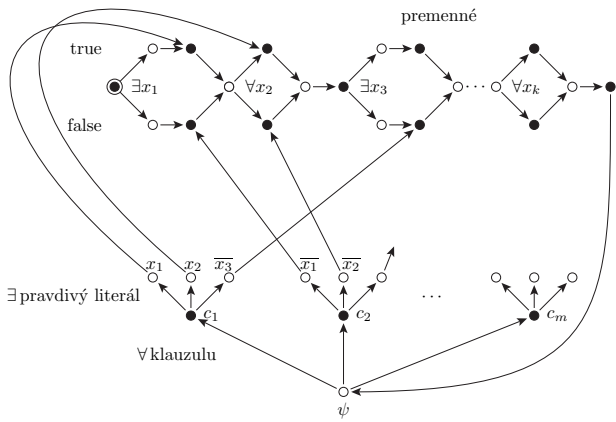 premenné
true
∃x₁ ∀x₂ ∃x₃ ··· ∀xₖ
false
x₁ x₂ x̅₃ x̅₁ x̅₂
∃ pravdivý literál
c₁ c₂ ··· cₘ
∀ klauzulu
ψ